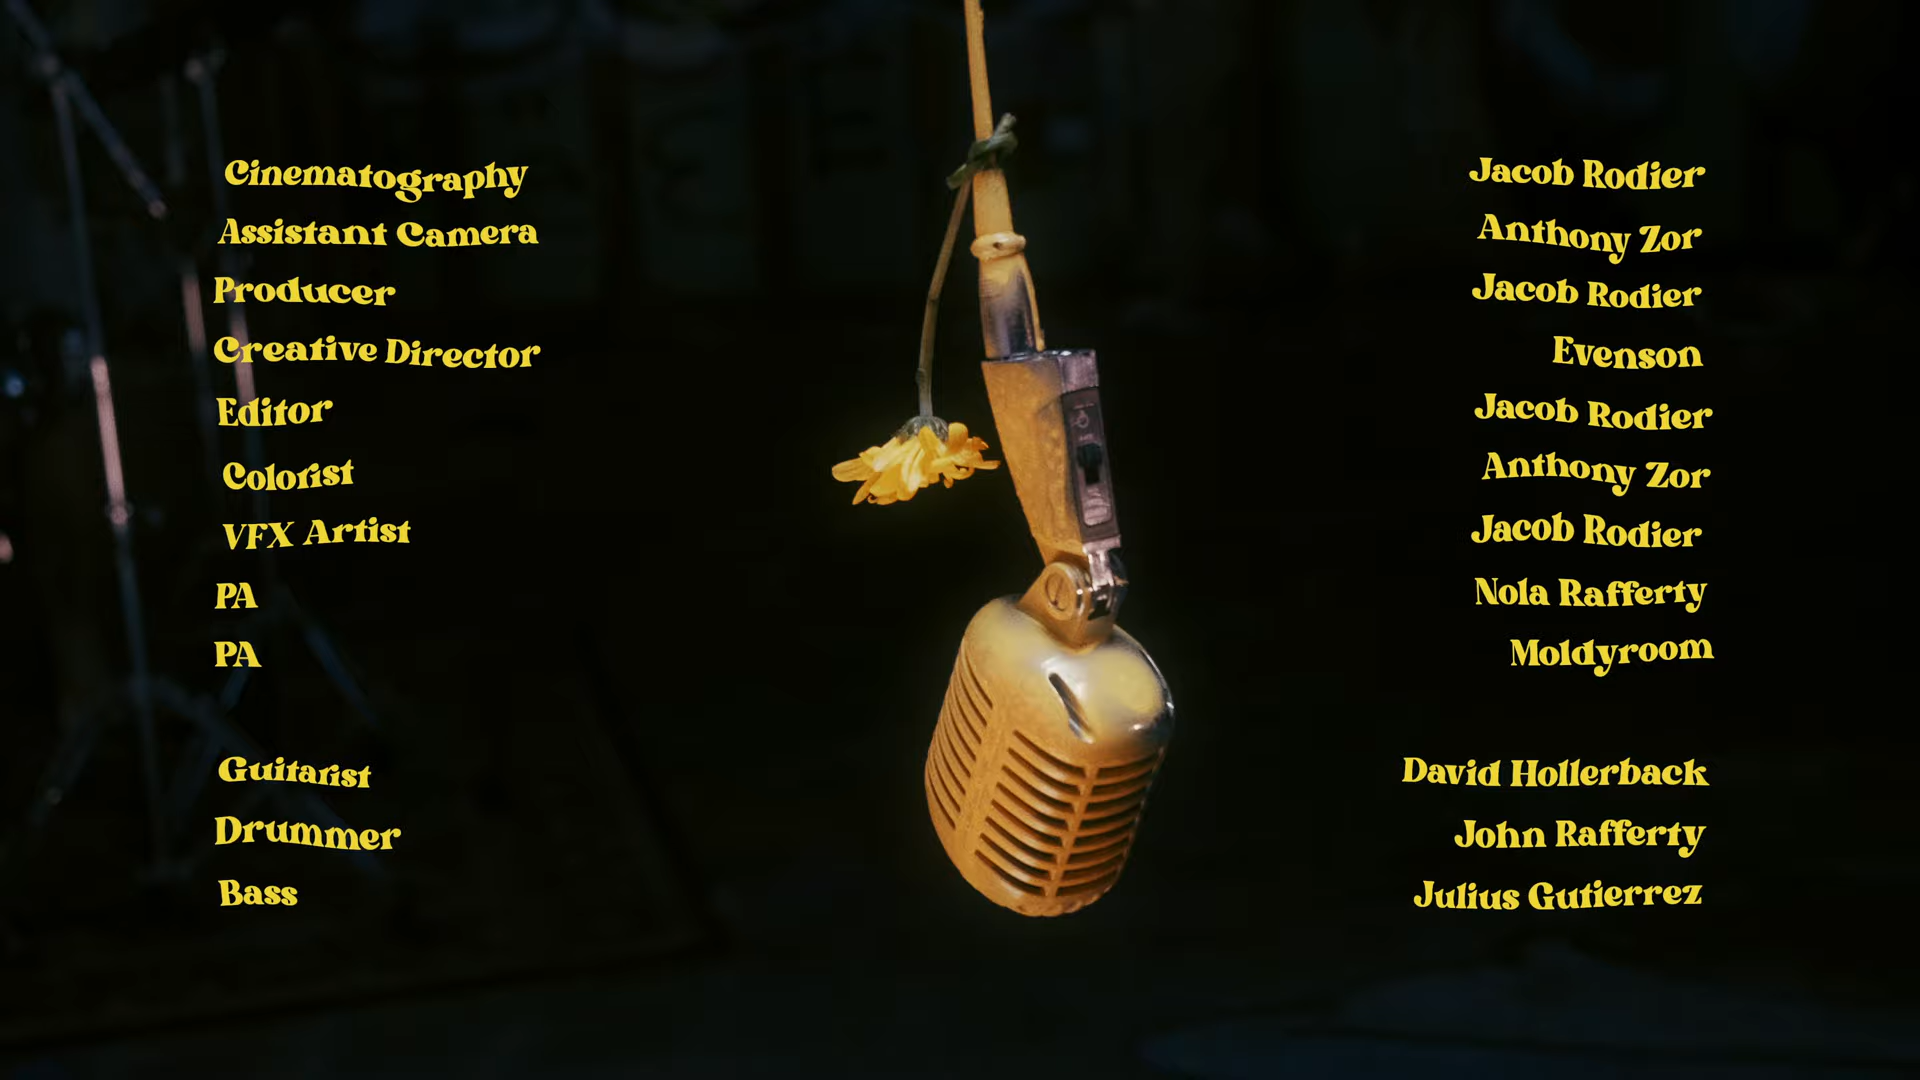 Cinematography Jacob Rodier
Assistant Camera Anthony Zor
Producer Jacob Rodier
Creative Director Evenson
Editor Jacob Rodier
Colorist Anthony Zor
VFX Artist Jacob Rodier
PA Nola Rafferty
PA Moldyroom
Guitarist David Hollerback
Drummer John Rafferty
Bass Julius Gutierrez